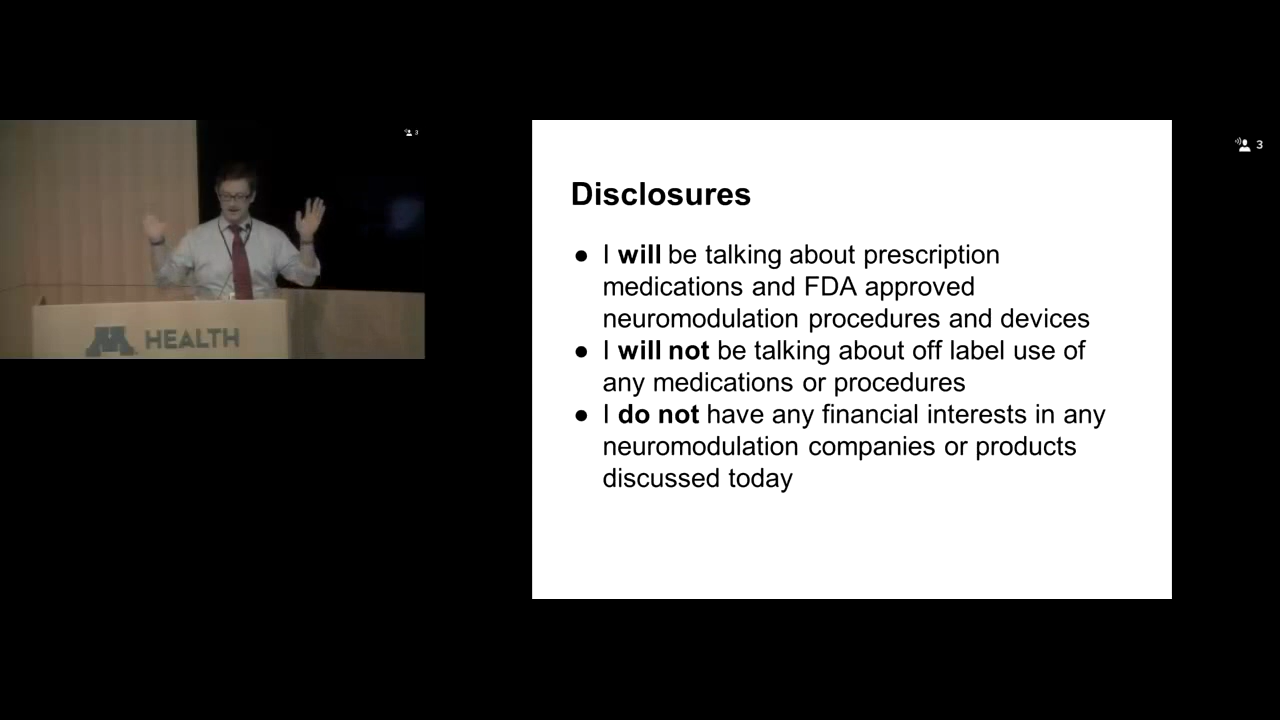 3
M HEALTH
3
Disclosures
● I will be talking about prescription
medications and FDA approved
neuromodulation procedures and devices
● I will not be talking about off label use of
any medications or procedures
● I do not have any financial interests in any
neuromodulation companies or products
discussed today